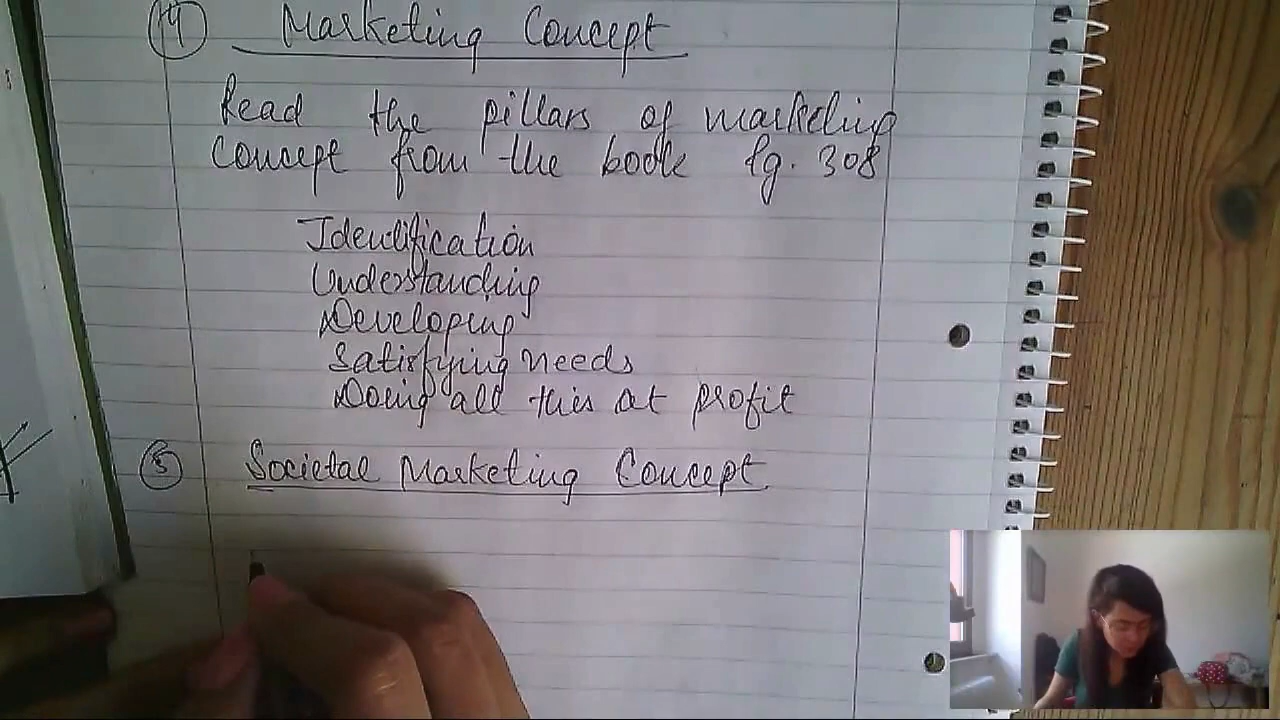 4 Marketing Concept
Read the pillars of marketing
Concept from the book Pg. 308
Identification
Understanding
Developing
Satisfying needs
Doing all this at profit
5 Societal Marketing Concept